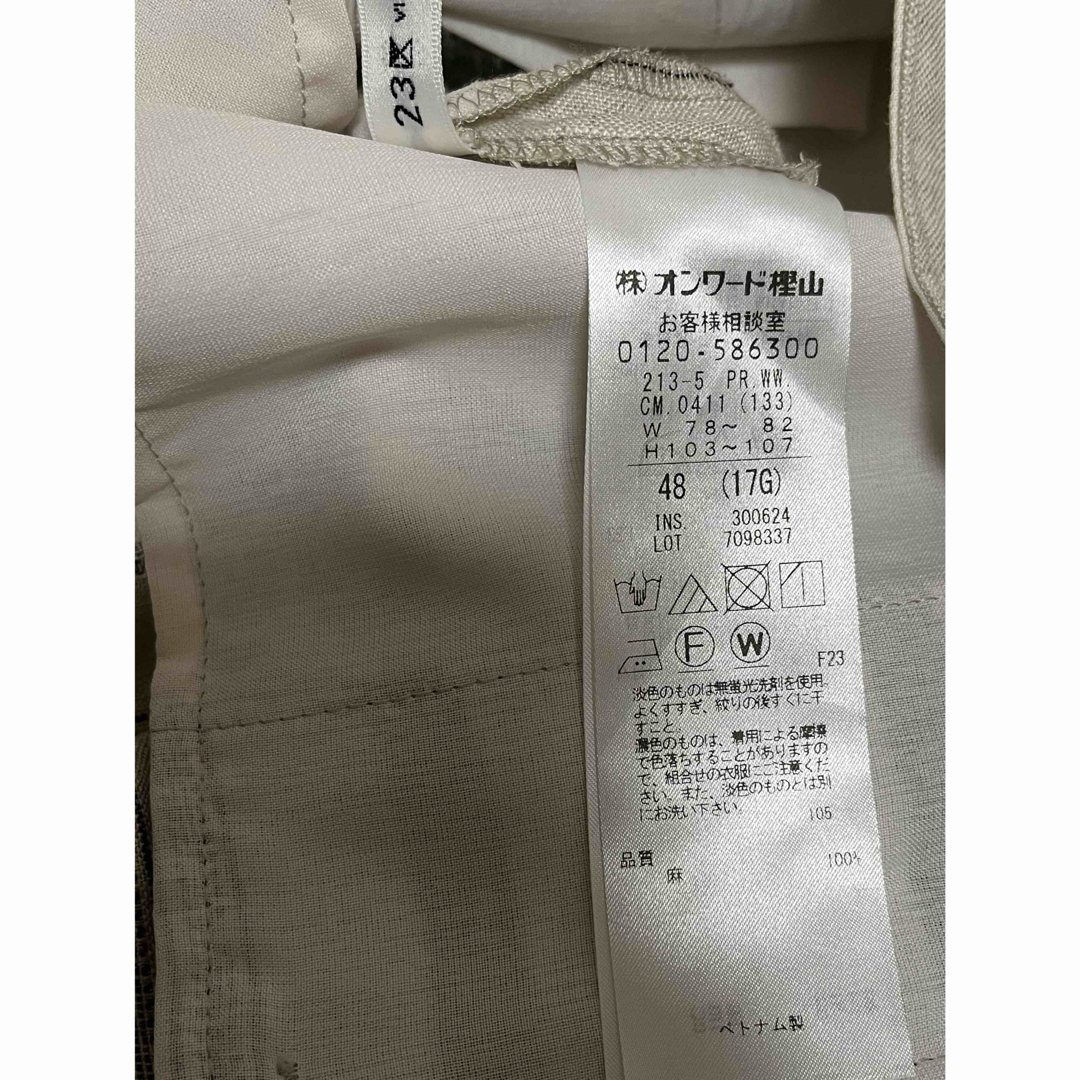 23区
VI
㈱オンワード樫山
お客様相談室
0120-586300
213-5 PR.WW.
CM.0411 (133)
W 78〜 82
H103〜107
48 (17G)
INS. 300624
LOT 7098337
F
W
F23
淡色のものは無蛍光洗剤を使用。
よくすすぎ、絞りの後すぐに干
すこと。
濃色のものは、着用による摩擦
で色落ちすることがありますの
で、組合せの衣服にご注意くだ
さい。また、淡色のものとは別
にお洗い下さい。
105
品質 100%
麻
ベトナム製